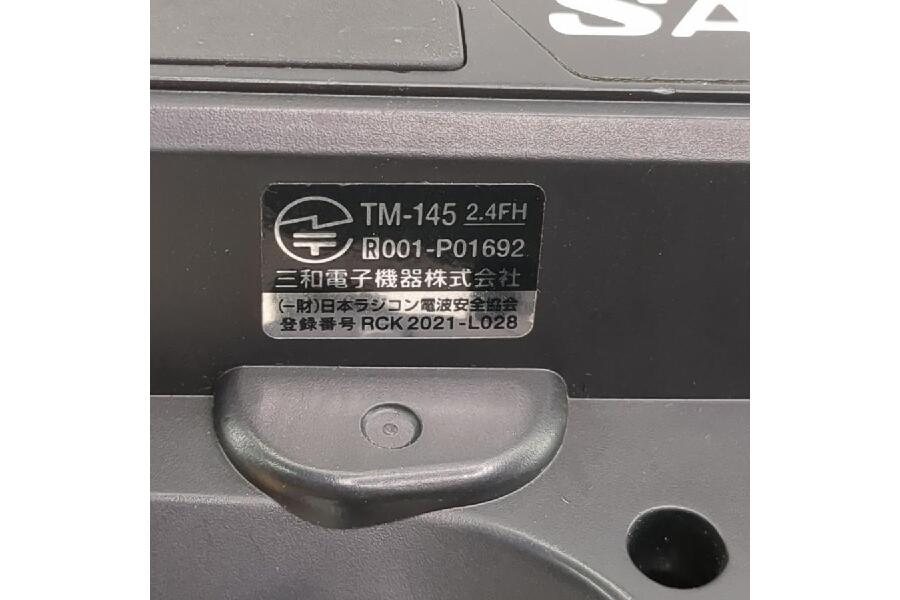 SA
TM-145 2.4FH
R001-P01692
三和電子機器株式会社
(一財)日本ラジコン電波安全協会
登録番号 RCK 2021-L028